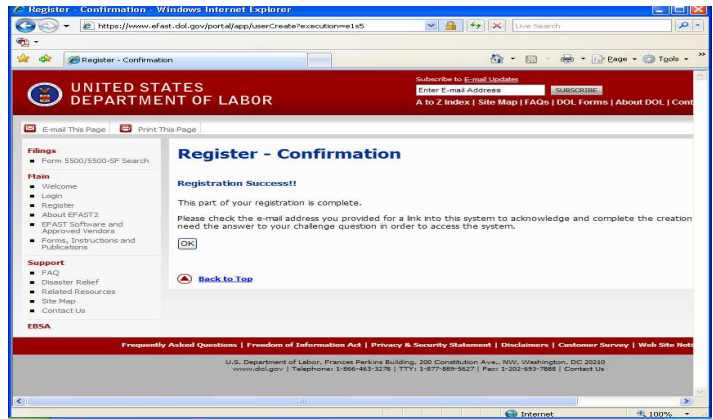 Register - Confirmation - Windows Internet Explorer
https://www.efast.dol.gov/portal/app/userCreate?execution=e1s5
Live Search
Register - Confirmation
Page
Tools
UNITED STATES
DEPARTMENT OF LABOR
Subscribe to E-mail Updates
Enter E-mail Address
SUBSCRIBE
A to Z Index | Site Map | FAQs | DOL Forms | About DOL | Cont
E-mail This Page
Print This Page
Filings
Form 5500/5500-SF Search
Main
Welcome
Login
Register
About EFAST2
EFAST Software and
Approved Vendors
Forms, Instructions and
Publications
Support
FAQ
Disaster Relief
Related Resources
Site Map
Contact Us
EBSA
Register - Confirmation
Registration Success!!
This part of your registration is complete.
Please check the e-mail address you provided for a link into this system to acknowledge and complete the creation
need the answer to your challenge question in order to access the system.
OK
Back to Top
Frequently Asked Questions | Freedom of Information Act | Privacy & Security Statement | Disclaimers | Customer Survey | Web Site Noti
U.S. Department of Labor, Frances Perkins Building, 200 Constitution Ave., NW, Washington, DC 20210
www.dol.gov | Telephone: 1-866-463-3278 | TTY: 1-877-889-5627 | Fax: 1-202-693-7888 | Contact Us
Internet
100%